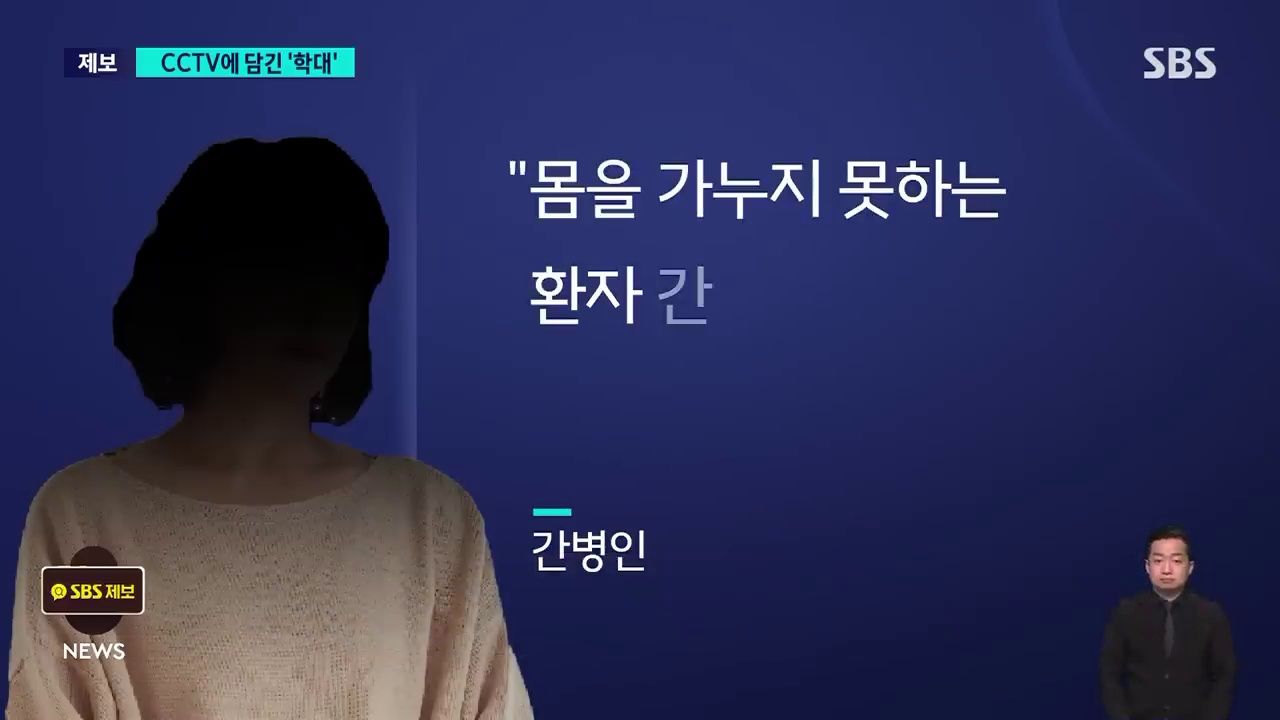 제보 CCTV에 담긴 '학대'
SBS
"몸을 가누지 못하는
환자 간
간병인
SBS 제보
NEWS